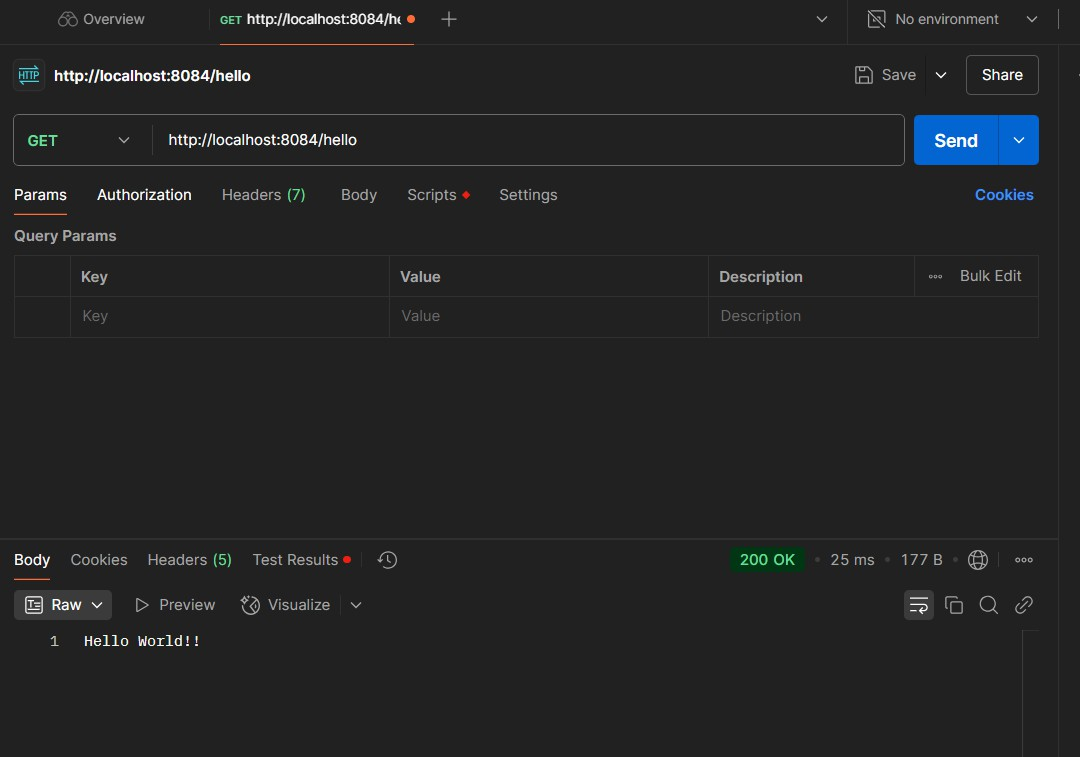 Overview GET http://localhost:8084/he No environment
HTTP http://localhost:8084/hello Save Share
GET http://localhost:8084/hello Send
Params Authorization Headers (7) Body Scripts Settings Cookies
Query Params
Key Value Description Bulk Edit
Key Value Description
Body Cookies Headers (5) Test Results 200 OK 25 ms 177 B
Raw Preview Visualize
1 Hello World!!